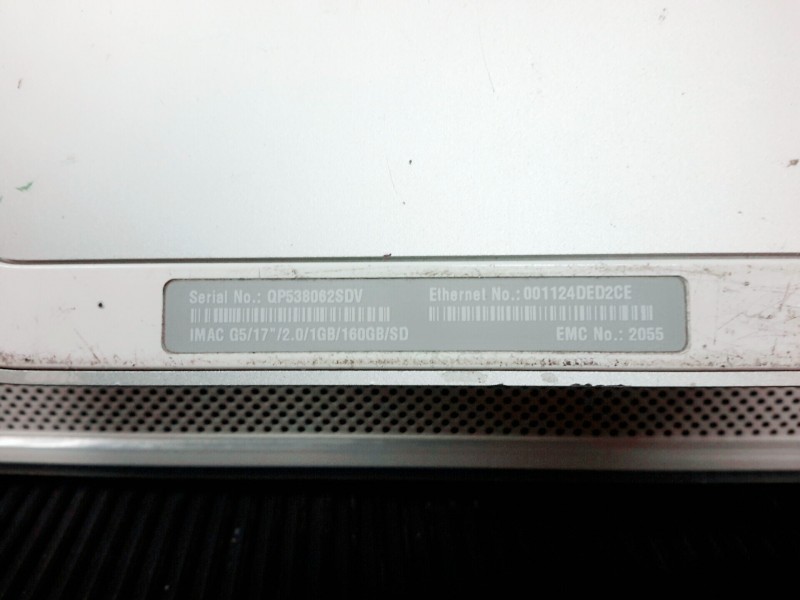 Serial No.: QP538062SDV
Ethernet No.: 001124DED2CE
IMAC G5/17"/2.0/1GB/160GB/SD
EMC No.: 2055